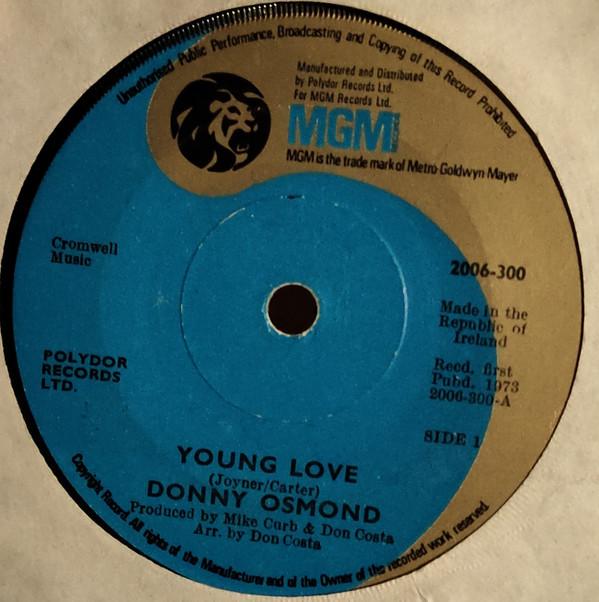 Unauthorised Public Performance, Broadcasting and Copying of this Record Prohibited
Manufactured and Distributed
by Polydor Records Ltd.
For MGM Records Ltd.
MGM
MGM is the trade mark of Metro-Goldwyn-Mayer
Cromwell
Music
2006-300
Made in the
Republic of
Ireland
Recd. first
Pubd. 1973
2006-300-A
POLYDOR
RECORDS
LTD.
SIDE 1
YOUNG LOVE
(Joyner/Carter)
DONNY OSMOND
Produced by Mike Curb & Don Costa
Arr. by Don Costa
Copyright Record. All rights of the Manufacturer and of the Owner of the recorded work reserved.